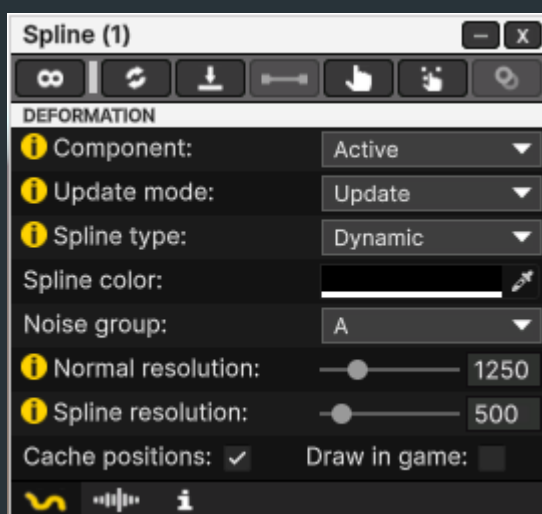 Spline (1)
DEFORMATION
Component: Active
Update mode: Update
Spline type: Dynamic
Spline color:
Noise group: A
Normal resolution: 1250
Spline resolution: 500
Cache positions: Draw in game: